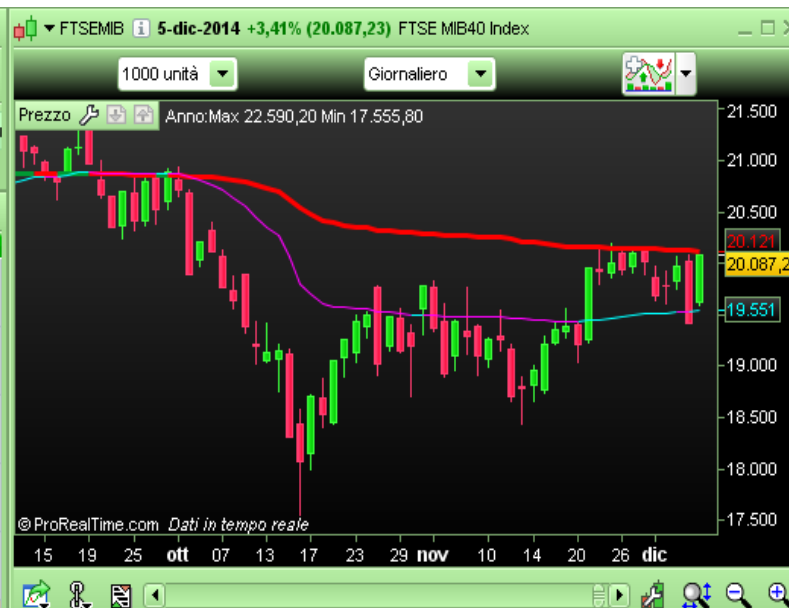 FTSEMIB i 5-dic-2014 +3,41% (20.087,23) FTSE MIB40 Index
1000 unità Giornaliero
Prezzo Anno:Max 22.590,20 Min 17.555,80
21.500
21.000
20.500
20.121
20.087,2
19.551
19.000
18.500
18.000
17.500
© ProRealTime.com Dati in tempo reale
15 19 25 ott 07 13 17 23 29 nov 10 14 20 26 dic